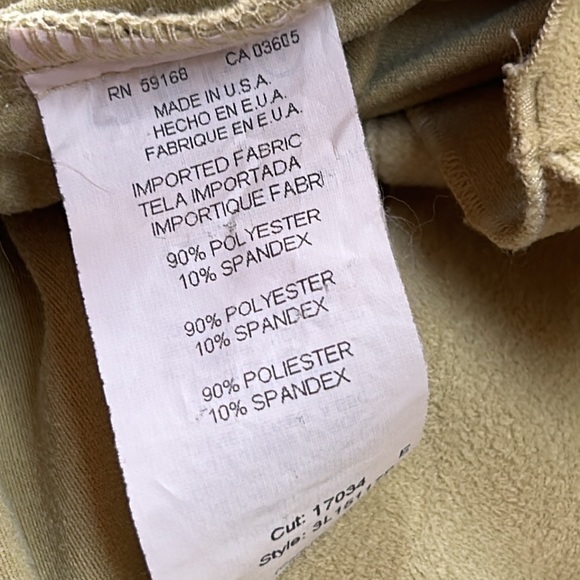 RN 59168 CA 03605
MADE IN U.S.A.
HECHO EN E.U.A.
FABRIQUE EN E.U.A.
IMPORTED FABRIC
TELA IMPORTADA
IMPORTIQUE FABRI
90% POLYESTER
10% SPANDEX
90% POLYESTER
10% SPANDEX
90% POLIESTER
10% SPANDEX
Cut: 17034
Style: